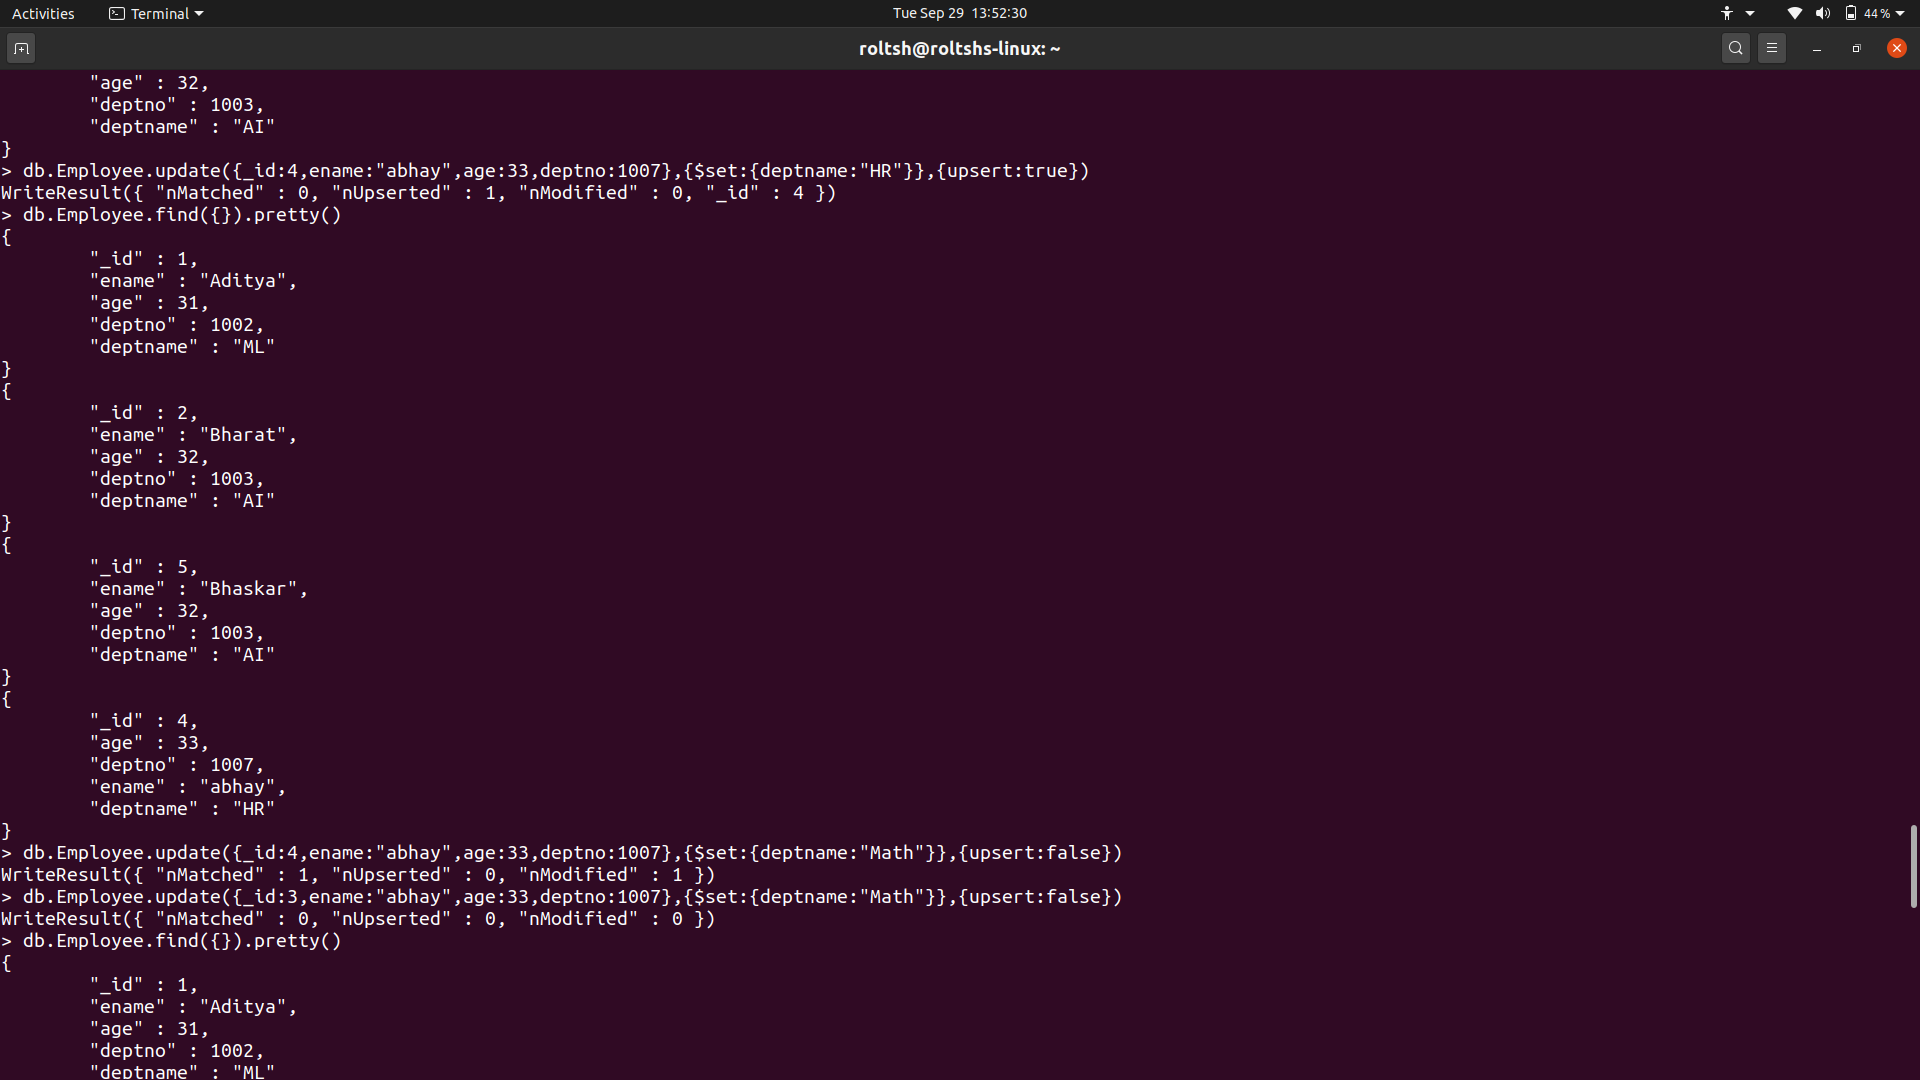 Activities Terminal Tue Sep 29 13:52:30 44 %
roltsh@roltshs-linux: ~
"age" : 32,
"deptno" : 1003,
"deptname" : "AI"
}
> db.Employee.update({_id:4,ename:"abhay",age:33,deptno:1007},{$set:{deptname:"HR"}},{upsert:true})
WriteResult({ "nMatched" : 0, "nUpserted" : 1, "nModified" : 0, "_id" : 4 })
> db.Employee.find({}).pretty()
{
"_id" : 1,
"ename" : "Aditya",
"age" : 31,
"deptno" : 1002,
"deptname" : "ML"
}
{
"_id" : 2,
"ename" : "Bharat",
"age" : 32,
"deptno" : 1003,
"deptname" : "AI"
}
{
"_id" : 5,
"ename" : "Bhaskar",
"age" : 32,
"deptno" : 1003,
"deptname" : "AI"
}
{
"_id" : 4,
"age" : 33,
"deptno" : 1007,
"ename" : "abhay",
"deptname" : "HR"
}
> db.Employee.update({_id:4,ename:"abhay",age:33,deptno:1007},{$set:{deptname:"Math"}},{upsert:false})
WriteResult({ "nMatched" : 1, "nUpserted" : 0, "nModified" : 1 })
> db.Employee.update({_id:3,ename:"abhay",age:33,deptno:1007},{$set:{deptname:"Math"}},{upsert:false})
WriteResult({ "nMatched" : 0, "nUpserted" : 0, "nModified" : 0 })
> db.Employee.find({}).pretty()
{
"_id" : 1,
"ename" : "Aditya",
"age" : 31,
"deptno" : 1002,
"deptname" : "ML"